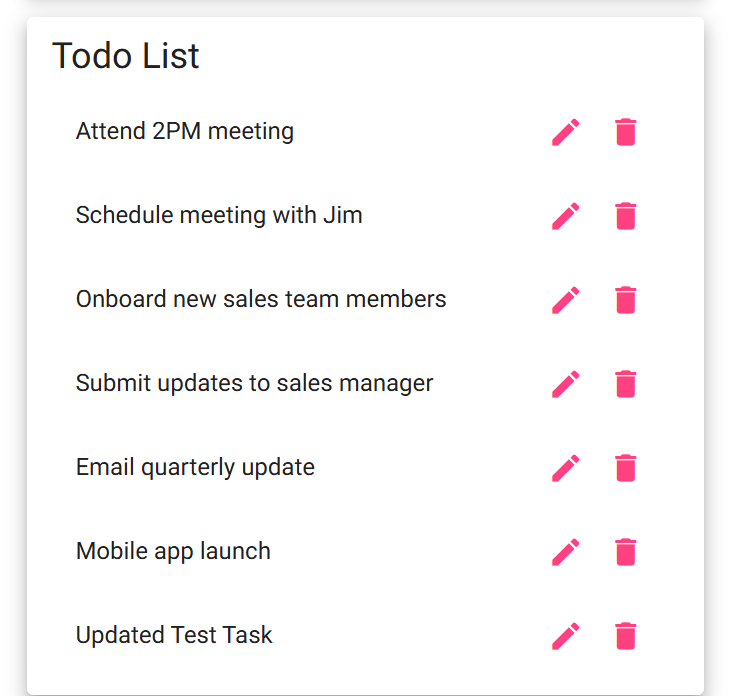 Todo List
Attend 2PM meeting
Schedule meeting with Jim
Onboard new sales team members
Submit updates to sales manager
Email quarterly update
Mobile app launch
Updated Test Task